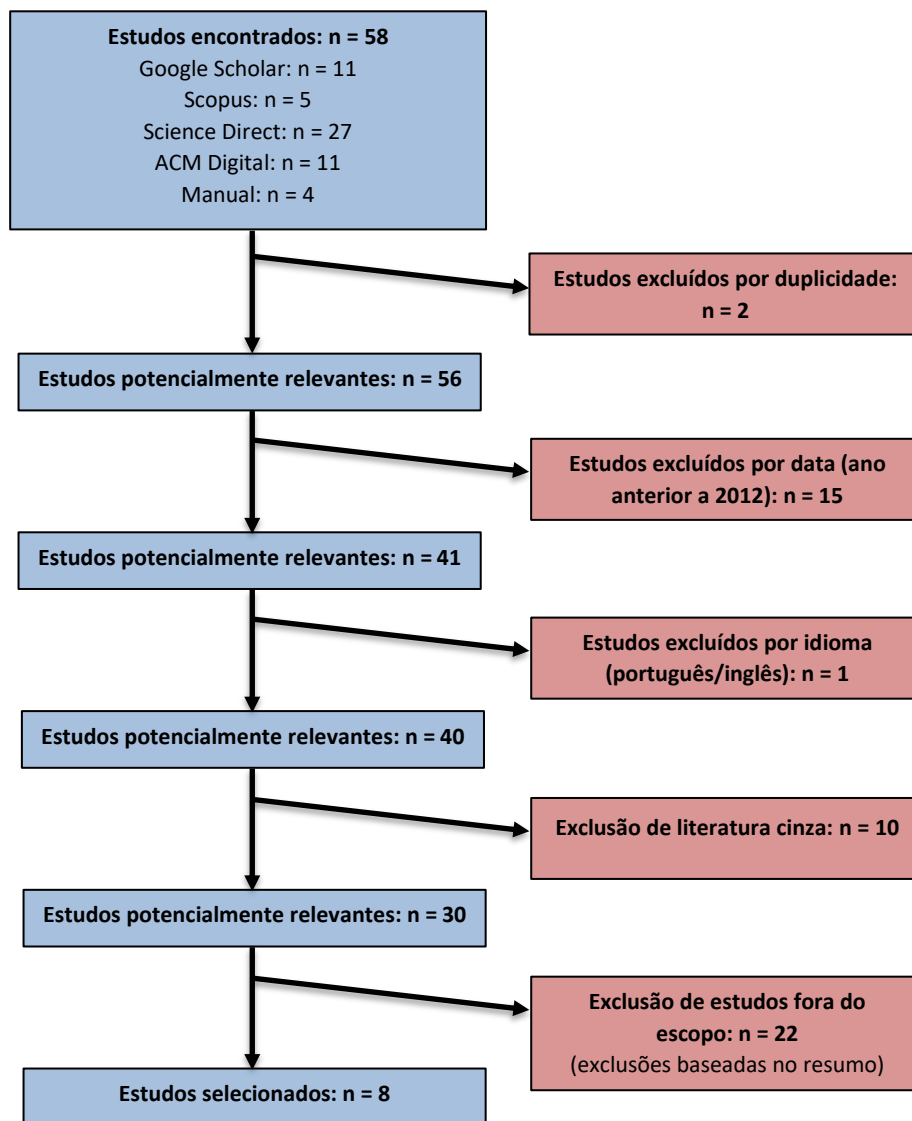 Estudos encontrados: n = 58
Google Scholar: n = 11
Scopus: n = 5
Science Direct: n = 27
ACM Digital: n = 11
Manual: n = 4
Estudos excluídos por duplicidade:
n = 2
Estudos potencialmente relevantes: n = 56
Estudos excluídos por data (ano
anterior a 2012): n = 15
Estudos potencialmente relevantes: n = 41
Estudos excluídos por idioma
(português/inglês): n = 1
Estudos potencialmente relevantes: n = 40
Exclusão de literatura cinza: n = 10
Estudos potencialmente relevantes: n = 30
Exclusão de estudos fora do
escopo: n = 22
(exclusões baseadas no resumo)
Estudos selecionados: n = 8